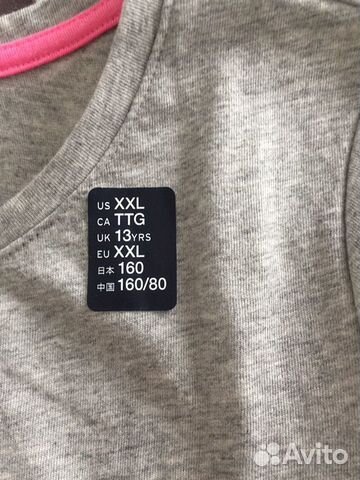 US XXL
CA TTG
UK 13YRS
EU XXL
日本 160
中国 160/80
Avito